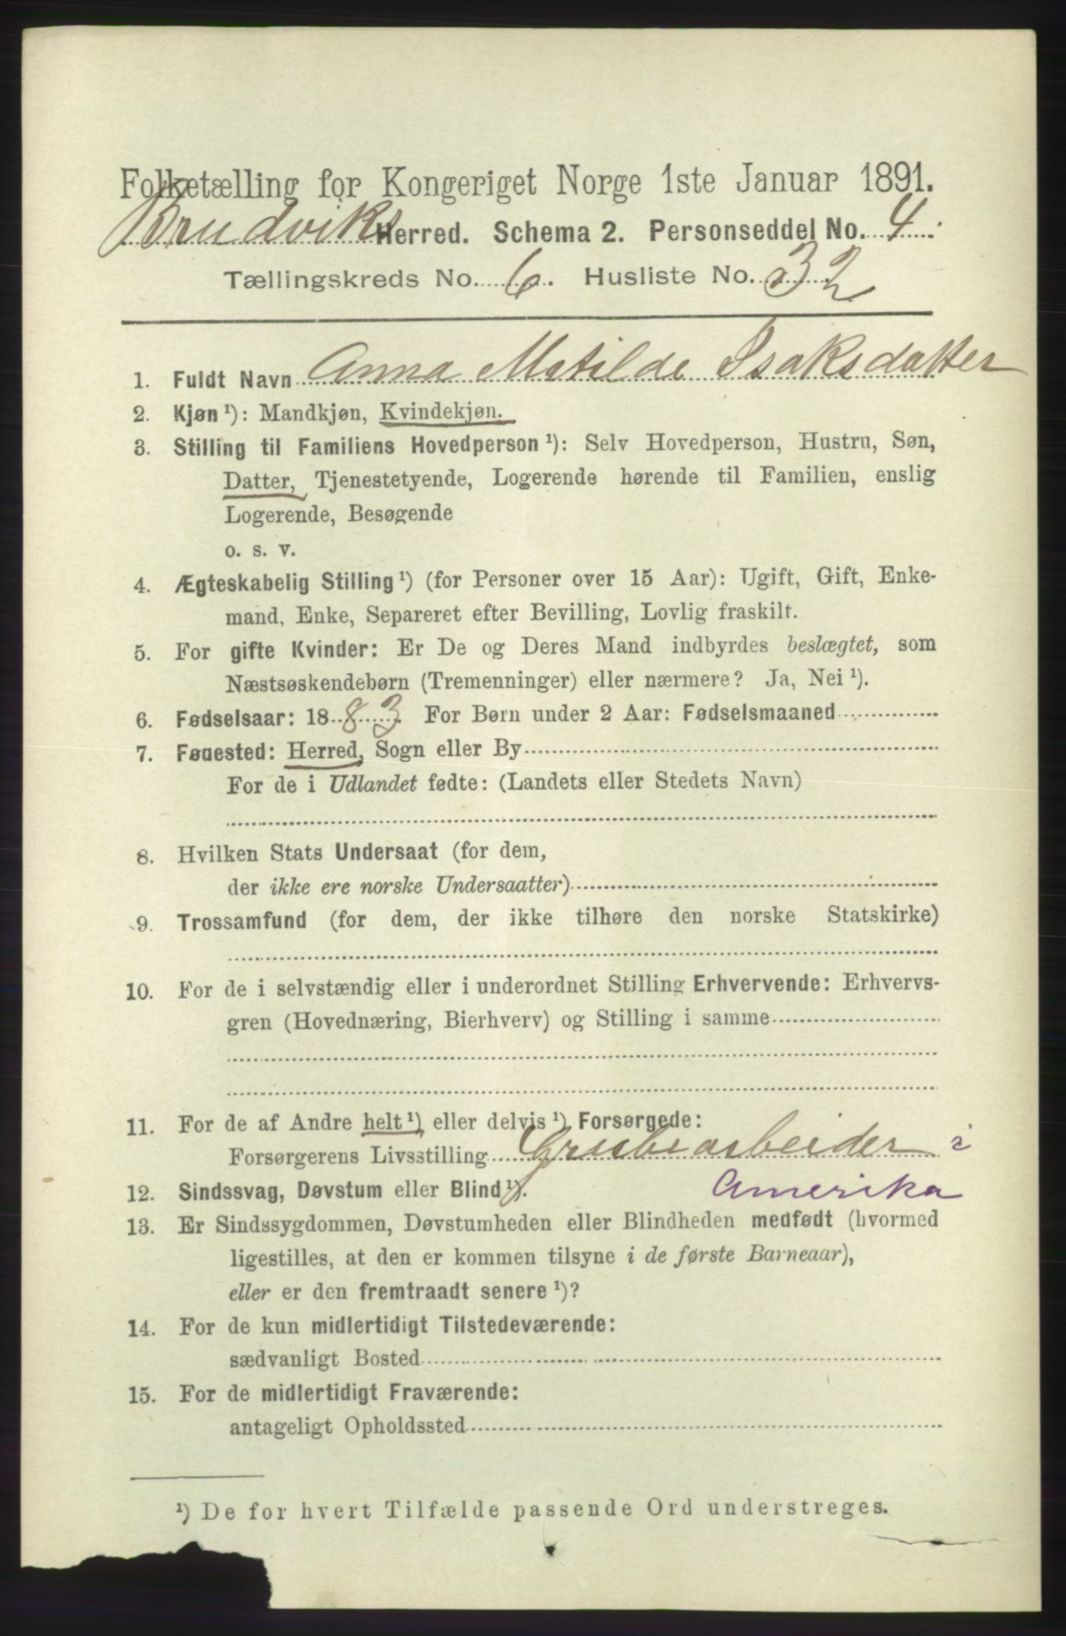 Folketælling for Kongeriget Norge 1ste Januar 1891.
Brudviks Herred. Schema 2. Personseddel No. 4.
Tællingskreds No. 6. Husliste No. 32
1. Fuldt Navn Anna Matilde Isaksdatter
2. Kjøn ¹): Mandkjøn, Kvindekjøn.
3. Stilling til Familiens Hovedperson ¹): Selv Hovedperson, Hustru, Søn,
Datter, Tjenestetyende, Logerende hørende til Familien, enslig
Logerende, Besøgende
o. s. v.
4. Ægteskabelig Stilling ¹) (for Personer over 15 Aar): Ugift, Gift, Enke-
mand, Enke, Separeret efter Bevilling, Lovlig fraskilt.
5. For gifte Kvinder: Er De og Deres Mand indbyrdes beslægtet, som
Næstsøskendebørn (Tremenninger) eller nærmere? Ja, Nei ¹).
6. Fødselsaar: 1883 For Børn under 2 Aar: Fødselsmaaned
7. Fødested: Herred, Sogn eller By
For de i Udlandet fødte: (Landets eller Stedets Navn)
8. Hvilken Stats Undersaat (for dem,
der ikke ere norske Undersaatter)
9. Trossamfund (for dem, der ikke tilhøre den norske Statskirke)
10. For de i selvstændig eller i underordnet Stilling Erhvervende: Erhvervs-
gren (Hovednæring, Bierhverv) og Stilling i samme
11. For de af Andre helt ¹) eller delvis ¹) Forsørgede:
Forsørgerens Livsstilling Grubearbeider i
12. Sindssvag, Døvstum eller Blind ¹). Amerika
13. Er Sindssygdommen, Døvstumheden eller Blindheden medfødt (hvormed
ligestilles, at den er kommen tilsyne i de første Barneaar),
eller er den fremtraadt senere ¹)?
14. For de kun midlertidigt Tilstedeværende:
sædvanligt Bosted
15. For de midlertidigt Fraværende:
antageligt Opholdssted
¹) De for hvert Tilfælde passende Ord understreges.